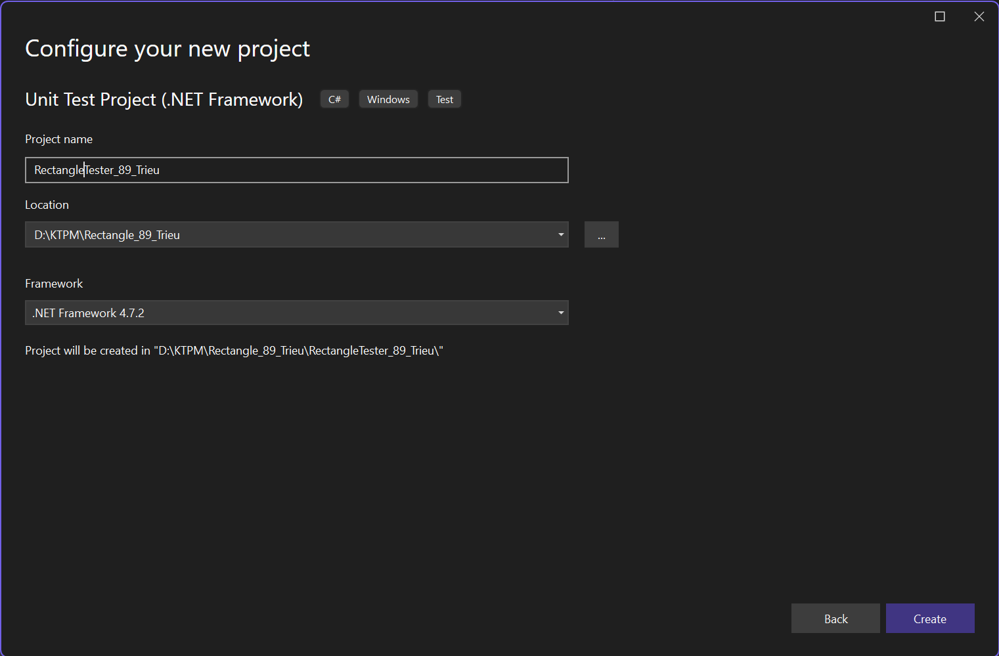 Configure your new project
Unit Test Project (.NET Framework) C# Windows Test
Project name
RectangleTester_89_Trieu
Location
D:\KTPM\Rectangle_89_Trieu ...
Framework
.NET Framework 4.7.2
Project will be created in "D:\KTPM\Rectangle_89_Trieu\RectangleTester_89_Trieu\"
Back Create